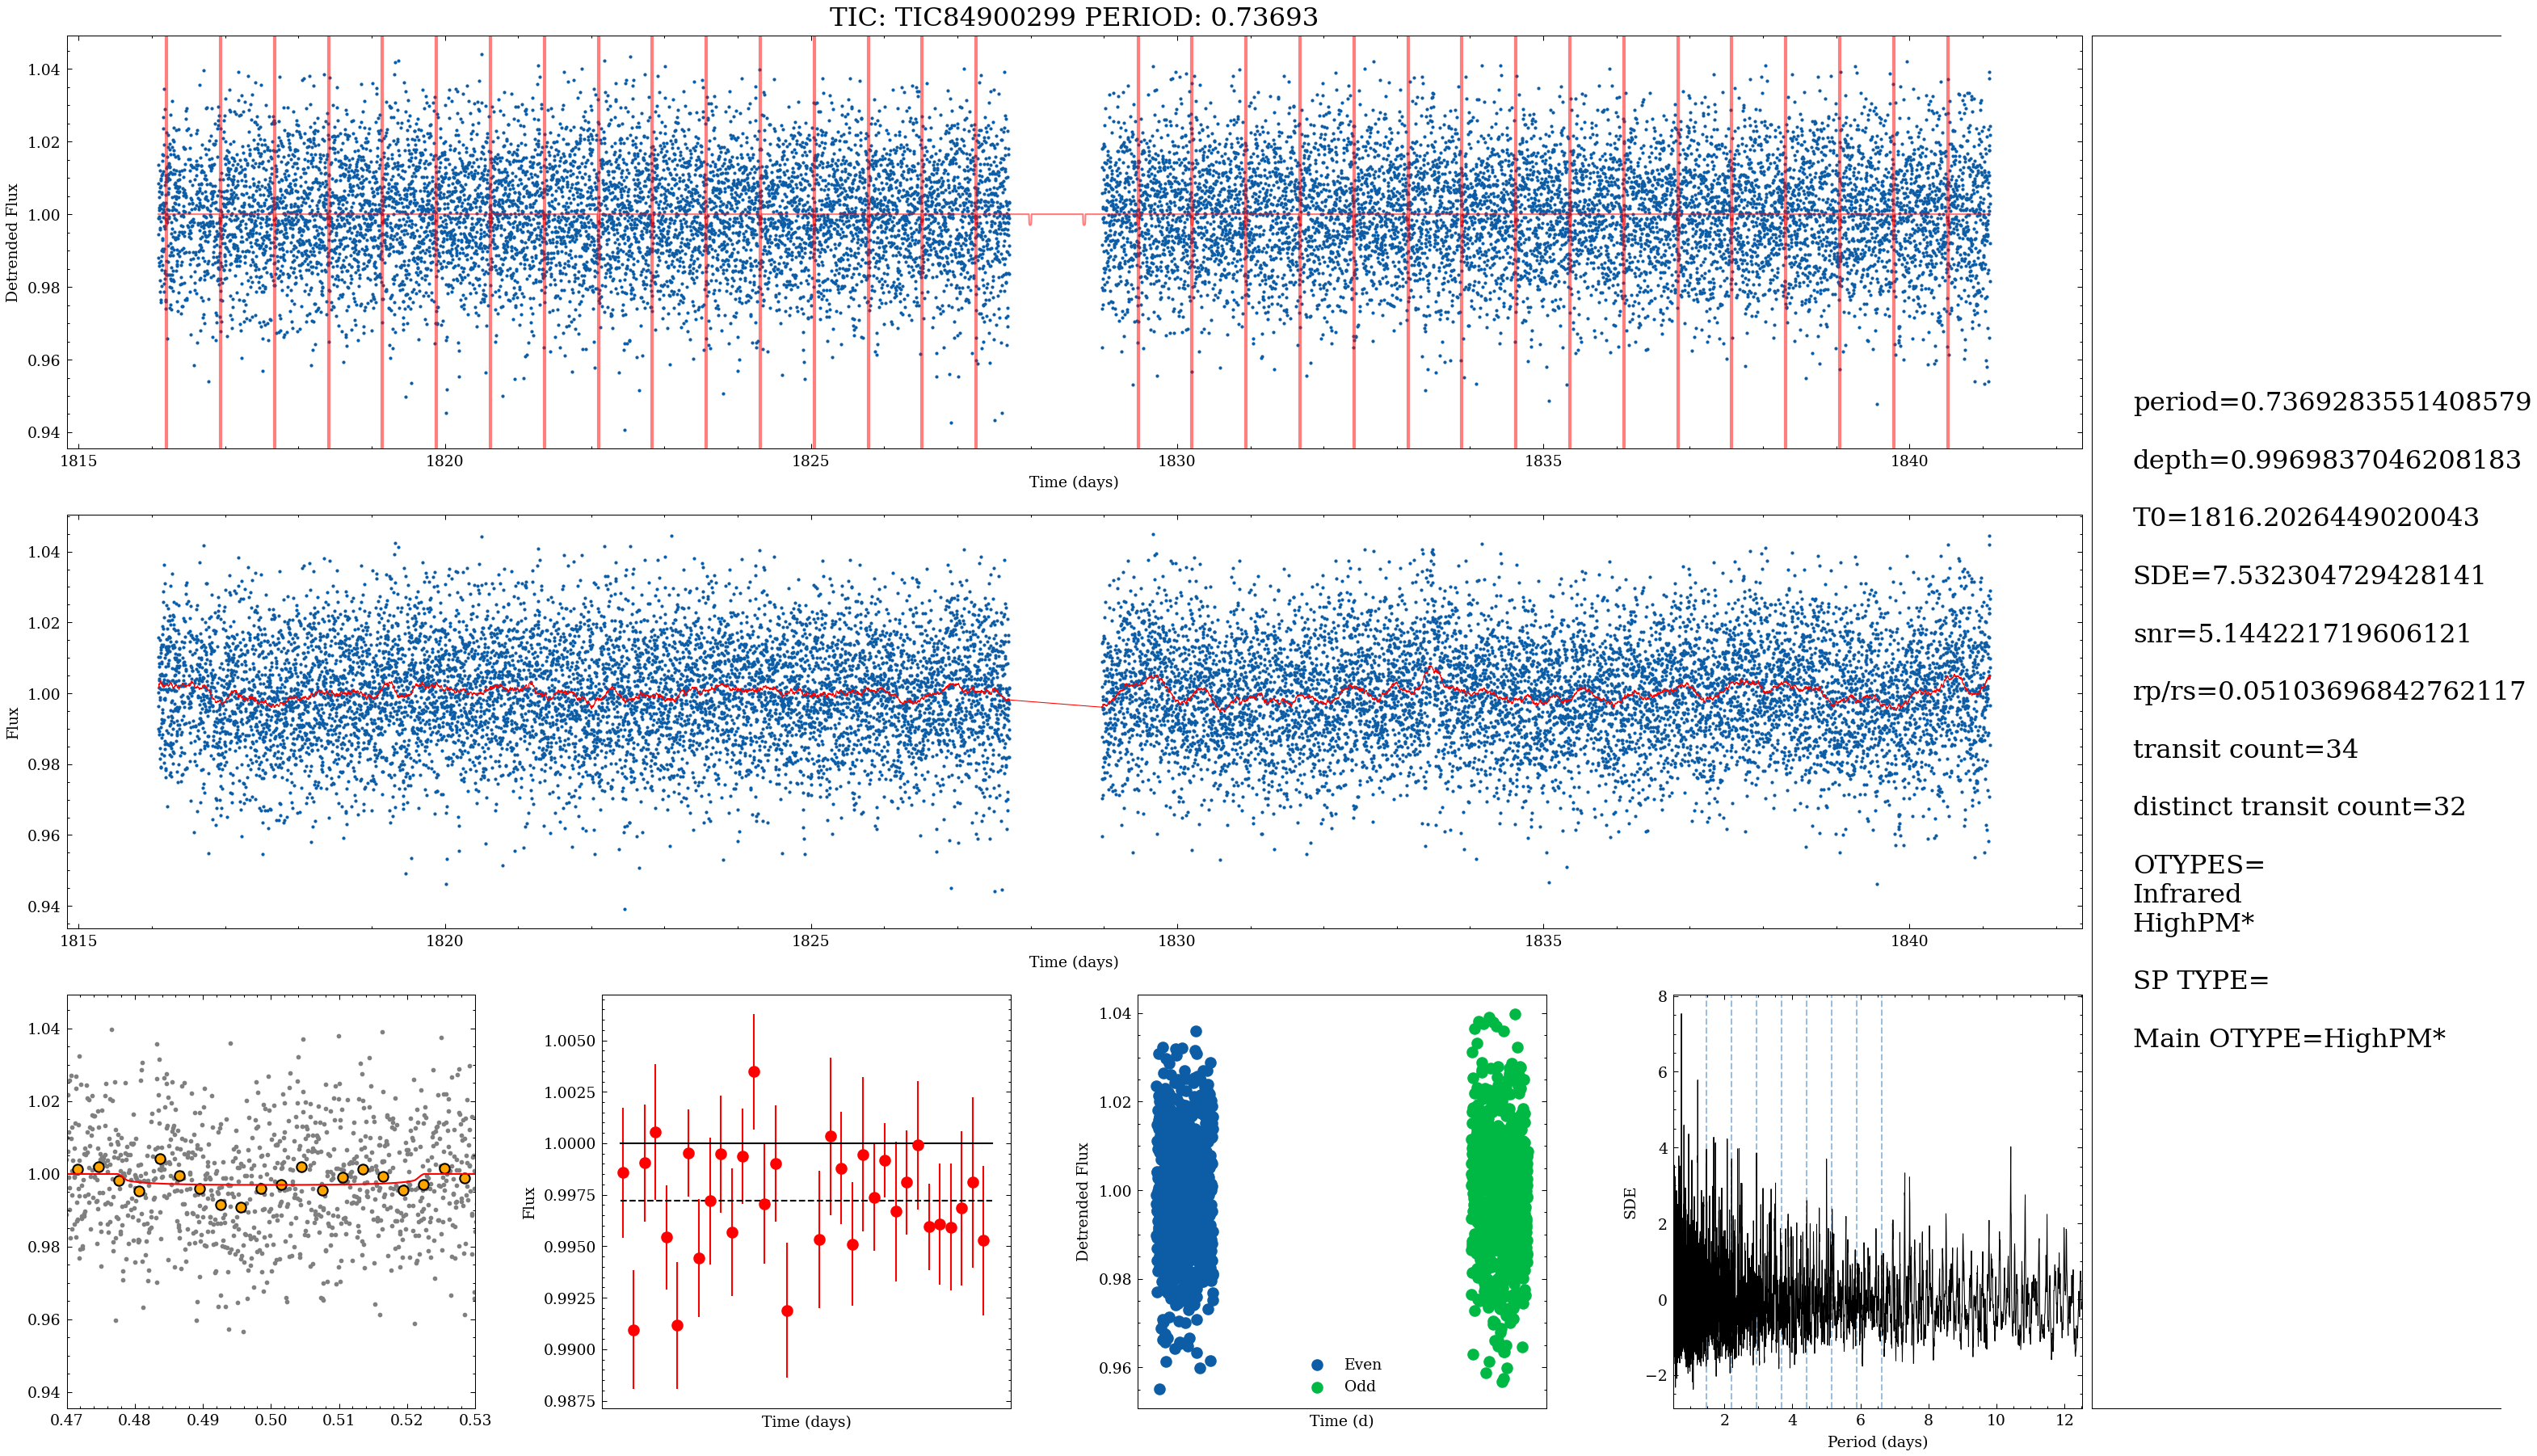 TIC: TIC84900299 PERIOD: 0.73693
Detrended Flux
1.04
1.02
1.00
0.98
0.96
0.94
1815 1820 1825 1830 1835 1840
Time (days)
Flux
1.04
1.02
1.00
0.98
0.96
0.94
1815 1820 1825 1830 1835 1840
Time (days)
1.04
1.02
1.00
0.98
0.96
0.94
0.47 0.48 0.49 0.50 0.51 0.52 0.53
Flux
1.0050
1.0025
1.0000
0.9975
0.9950
0.9925
0.9900
0.9875
Time (days)
Detrended Flux
1.04
1.02
1.00
0.98
0.96
Even
Odd
Time (d)
SDE
8
6
4
2
0
−2
2 4 6 8 10 12
Period (days)
period=0.7369283551408579
depth=0.9969837046208183
T0=1816.2026449020043
SDE=7.532304729428141
snr=5.144221719606121
rp/rs=0.05103696842762117
transit count=34
distinct transit count=32
OTYPES=
Infrared
HighPM*
SP TYPE=
Main OTYPE=HighPM*